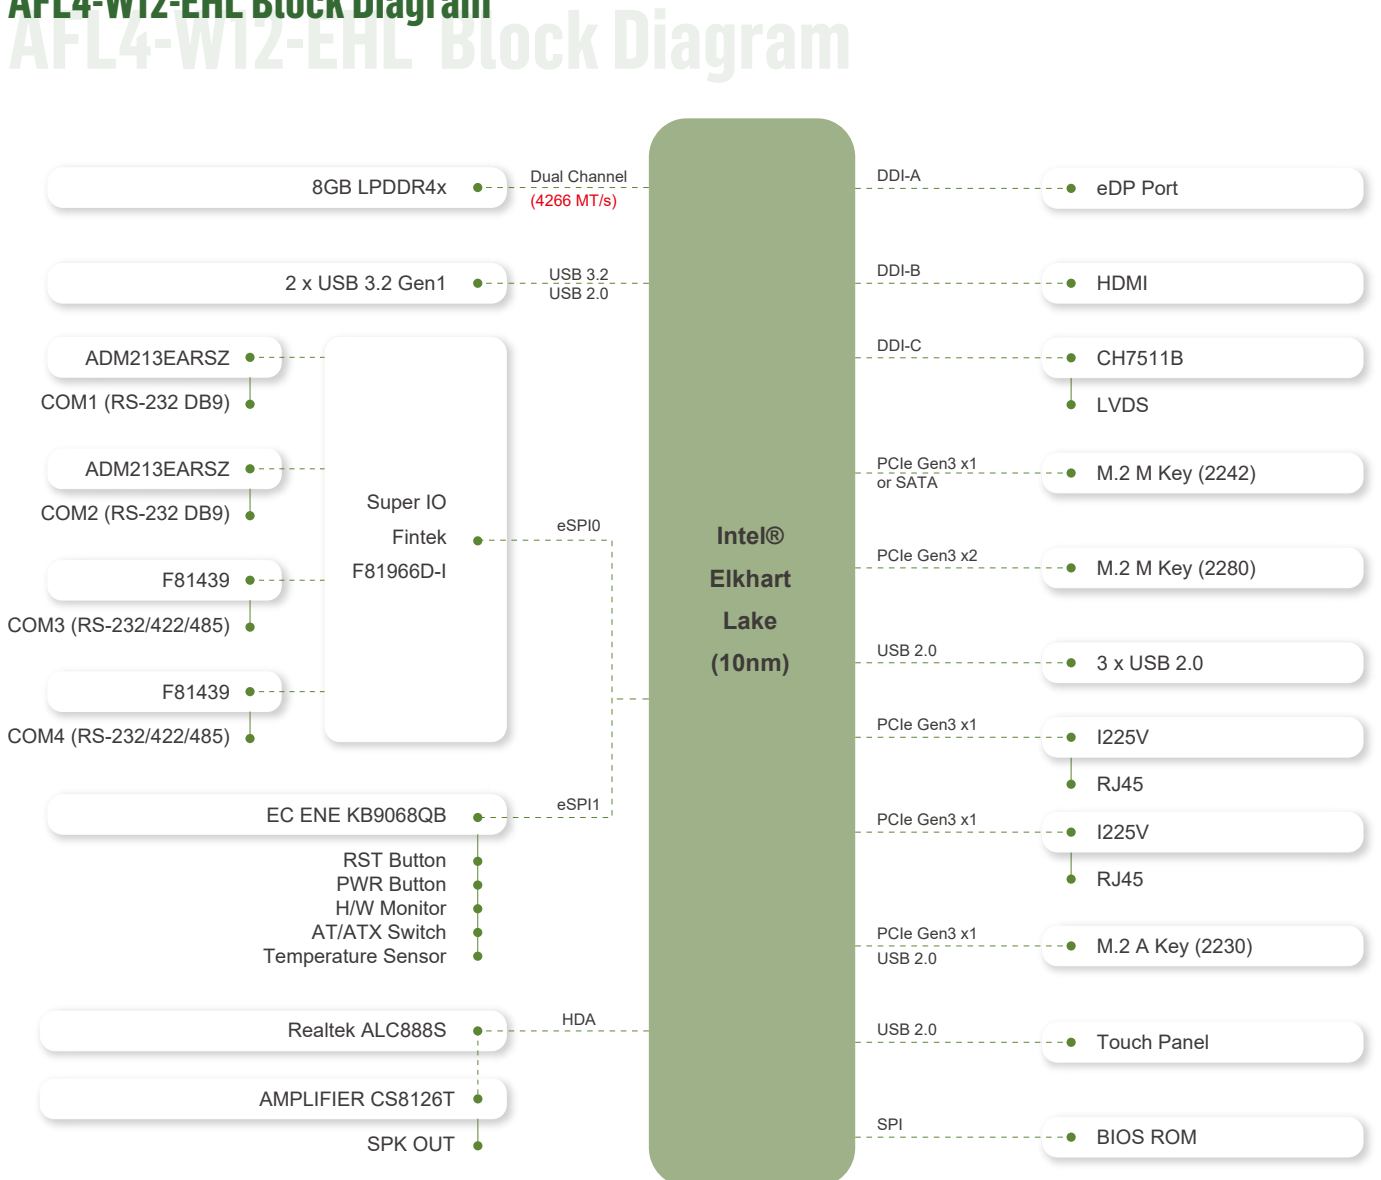 AFL4-W12-EHL Block Diagram
AFL4-W12-EHL Block Diagram
8GB LPDDR4x
Dual Channel
(4266 MT/s)
2 x USB 3.2 Gen1
USB 3.2
USB 2.0
ADM213EARSZ
COM1 (RS-232 DB9)
ADM213EARSZ
COM2 (RS-232 DB9)
F81439
COM3 (RS-232/422/485)
F81439
COM4 (RS-232/422/485)
Super IO
Fintek
F81966D-I
eSPI0
EC ENE KB9068QB
eSPI1
RST Button
PWR Button
H/W Monitor
AT/ATX Switch
Temperature Sensor
Realtek ALC888S
HDA
AMPLIFIER CS8126T
SPK OUT
Intel®
Elkhart
Lake
(10nm)
DDI-A
eDP Port
DDI-B
HDMI
DDI-C
CH7511B
LVDS
PCIe Gen3 x1
or SATA
M.2 M Key (2242)
PCIe Gen3 x2
M.2 M Key (2280)
USB 2.0
3 x USB 2.0
PCIe Gen3 x1
I225V
RJ45
PCIe Gen3 x1
I225V
RJ45
PCIe Gen3 x1
USB 2.0
M.2 A Key (2230)
USB 2.0
Touch Panel
SPI
BIOS ROM